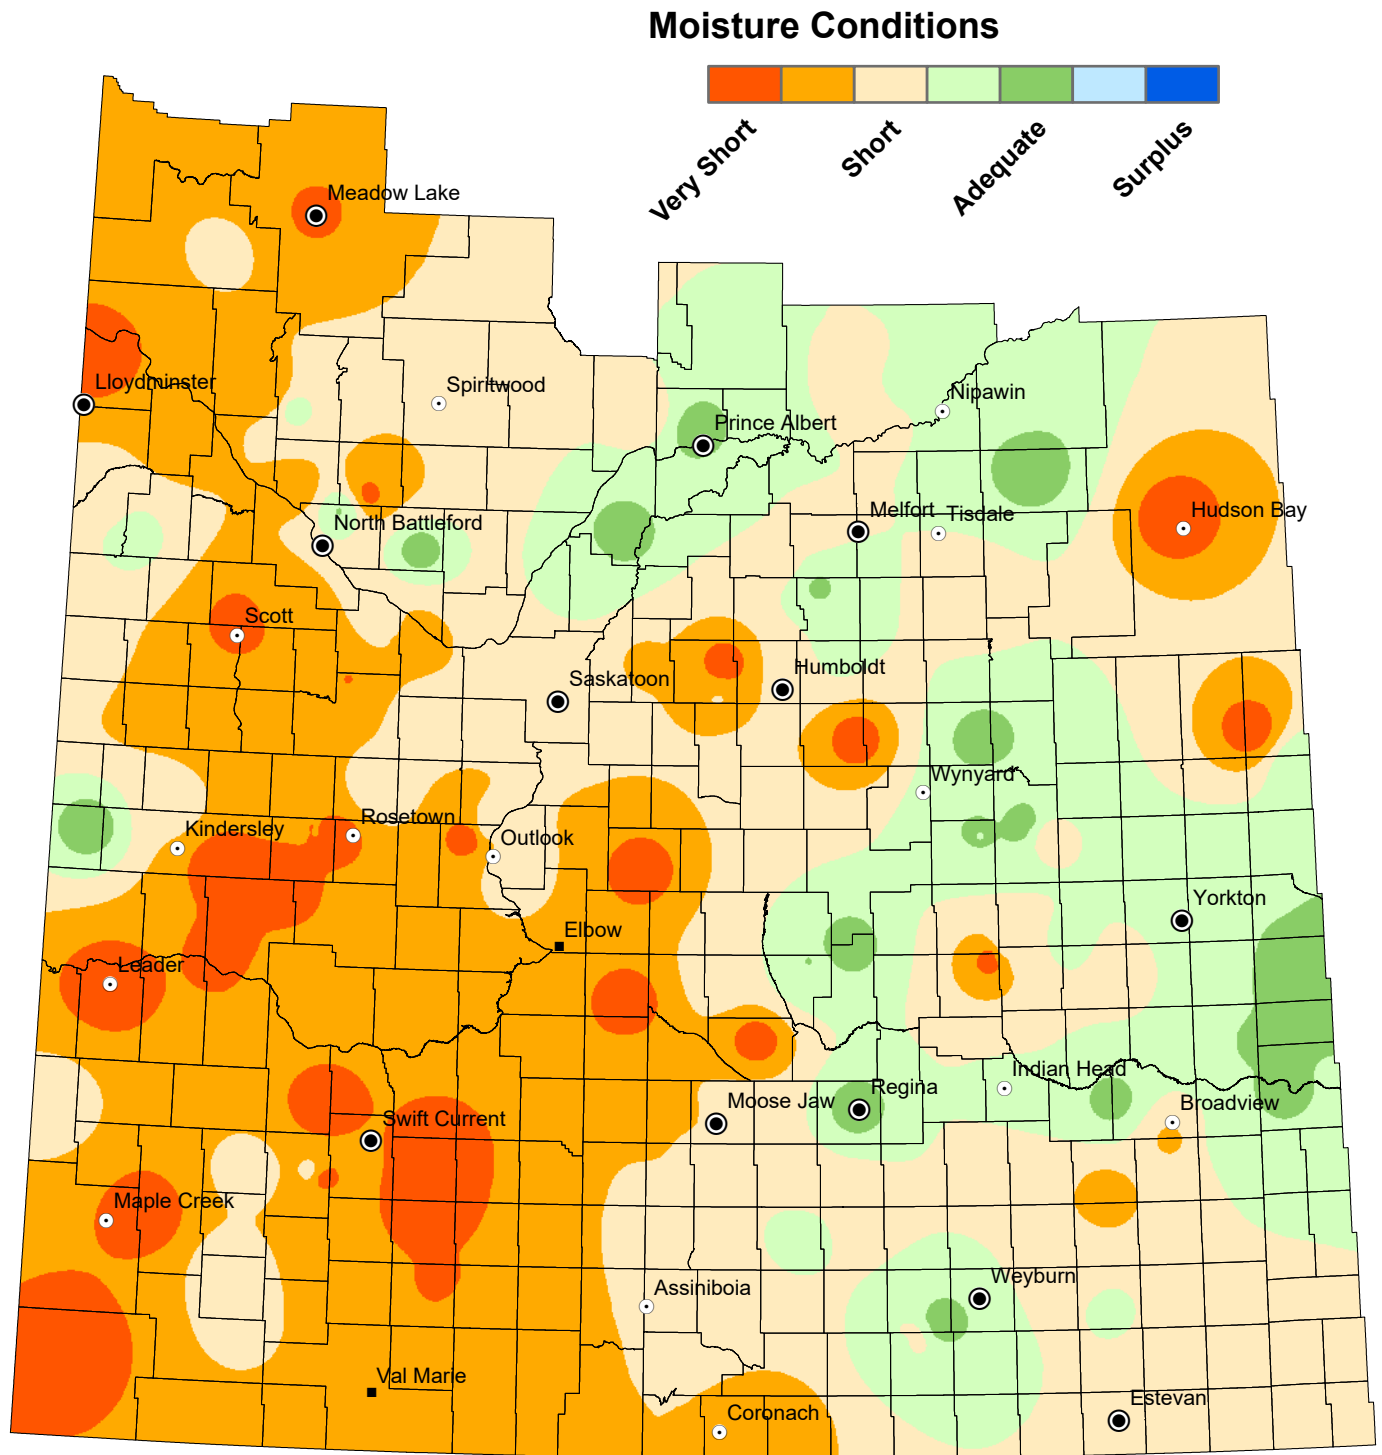 Moisture Conditions
Very Short
Short
Adequate
Surplus
Meadow Lake
Lloydminster
Spiritwood
Nipawin
Prince Albert
North Battleford
Melfort
Tisdale
Hudson Bay
Scott
Saskatoon
Humboldt
Wynyard
Kindersley
Rosetown
Outlook
Yorkton
Elbow
Leader
Indian Head
Regina
Moose Jaw
Broadview
Swift Current
Maple Creek
Assiniboia
Weyburn
Val Marie
Coronach
Estevan